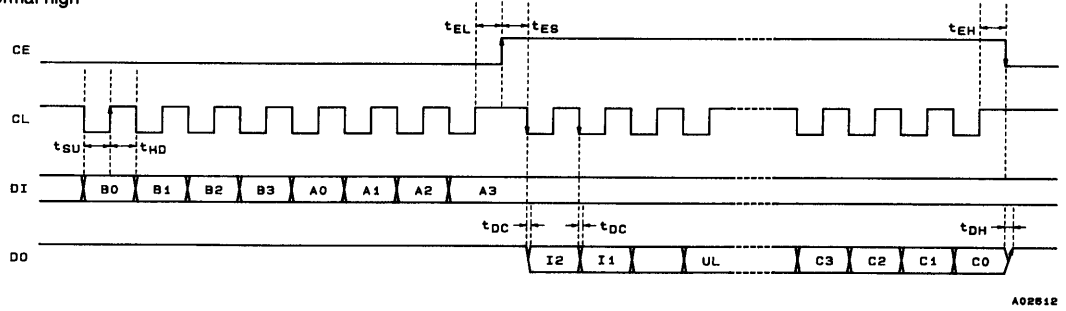 ormal high
tEL tES tEH
CE
CL
tSU tHD
DI B0 B1 B2 B3 A0 A1 A2 A3
tDC tDC tDH
DO I2 I1 UL C3 C2 C1 C0
A02612